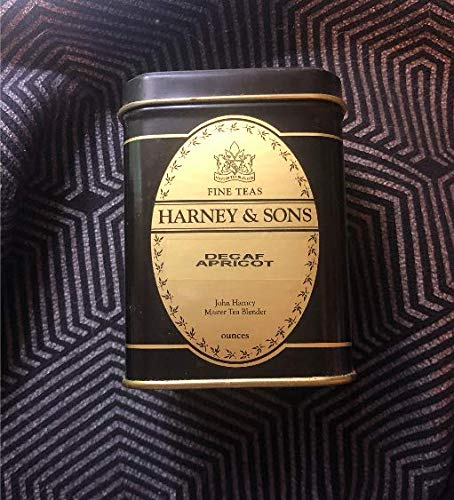 FINE TEAS
HARNEY & SONS
DECAF
APRICOT
John Harney
Master Tea Blender
ounces